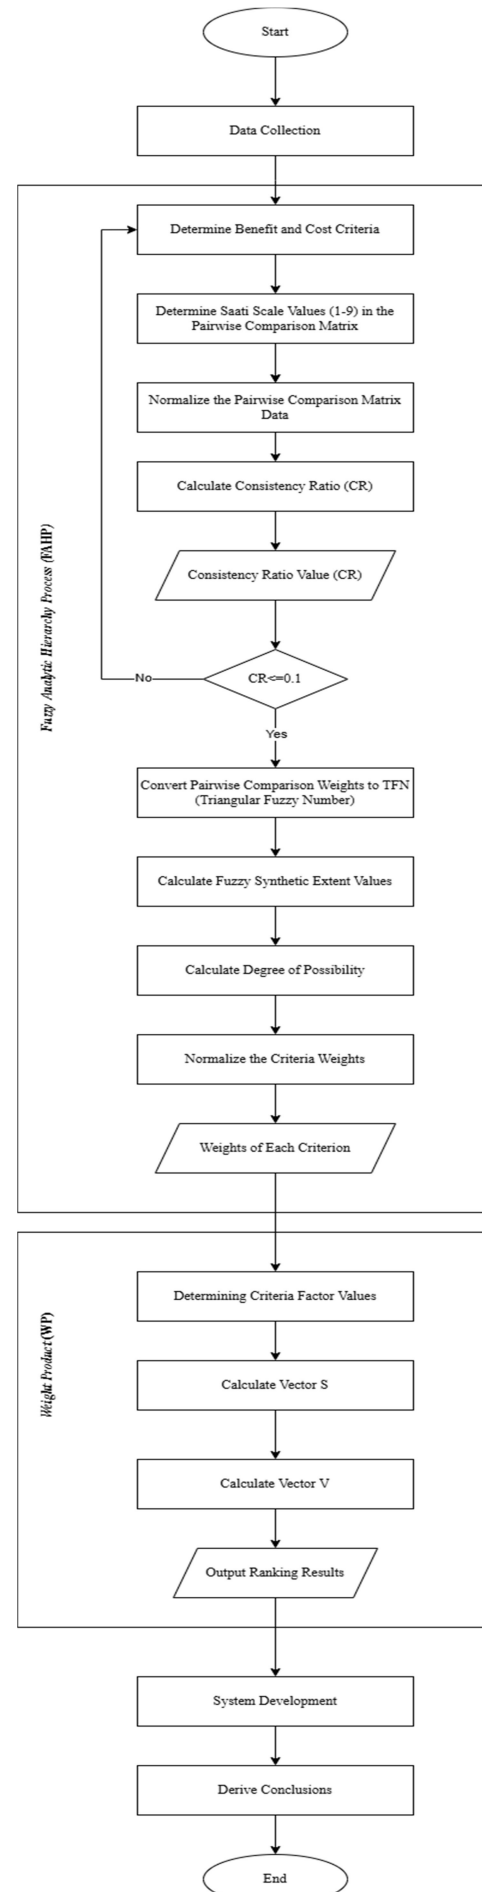 Start
Data Collection
Fuzzy Analytic Hierarchy Process (FAHP)
Determine Benefit and Cost Criteria
Determine Saati Scale Values (1-9) in the
Pairwise Comparison Matrix
Normalize the Pairwise Comparison Matrix
Data
Calculate Consistency Ratio (CR)
Consistency Ratio Value (CR)
CR<=0.1
No
Yes
Convert Pairwise Comparison Weights to TFN
(Triangular Fuzzy Number)
Calculate Fuzzy Synthetic Extent Values
Calculate Degree of Possibility
Normalize the Criteria Weights
Weights of Each Criterion
Weight Product (WP)
Determining Criteria Factor Values
Calculate Vector S
Calculate Vector V
Output Ranking Results
System Development
Derive Conclusions
End